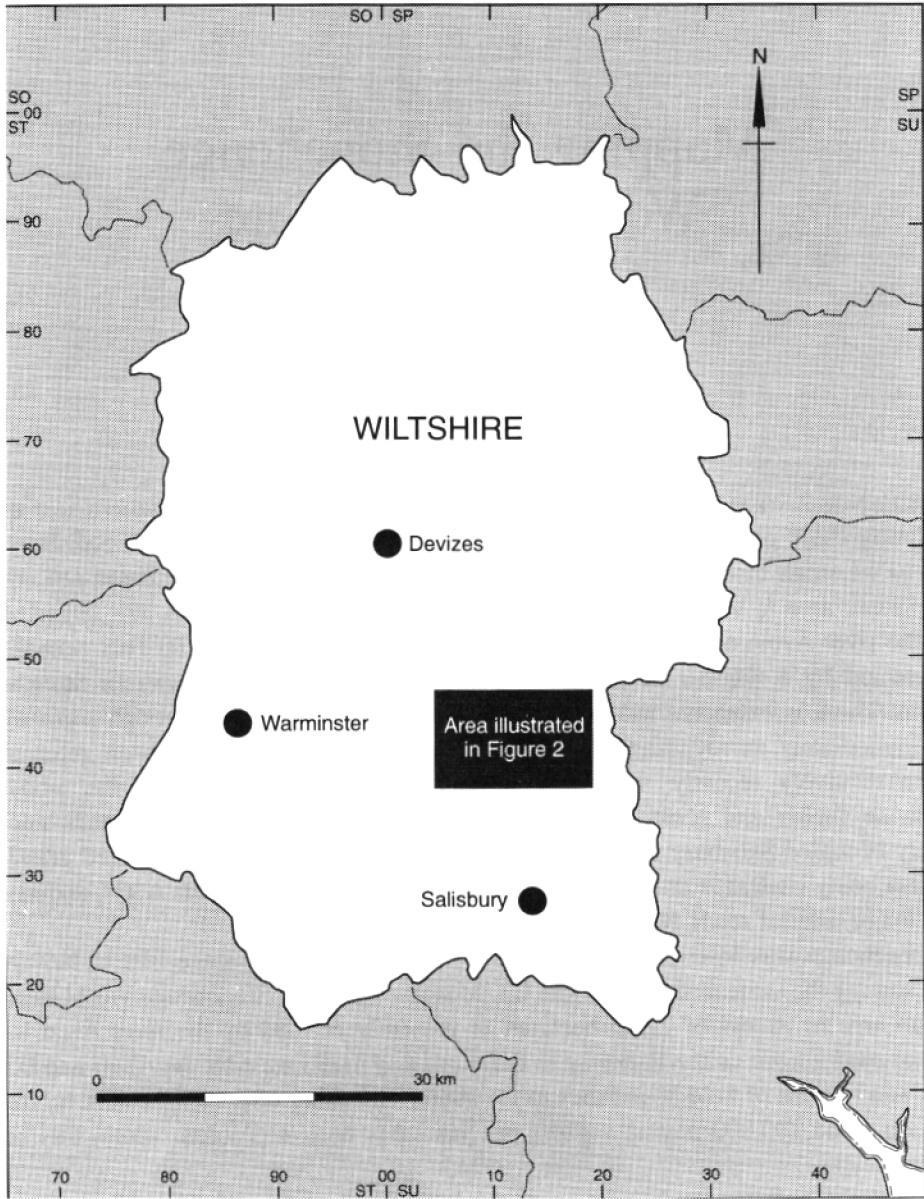 SO SP
N
SO
00
ST
SP
SU
90
80
WILTSHIRE
70
Devizes
60
50
Warminster
Area illustrated
in Figure 2
40
30
Salisbury
20
0 30 km
10
70 80 90 00 10 20 30 40
ST SU